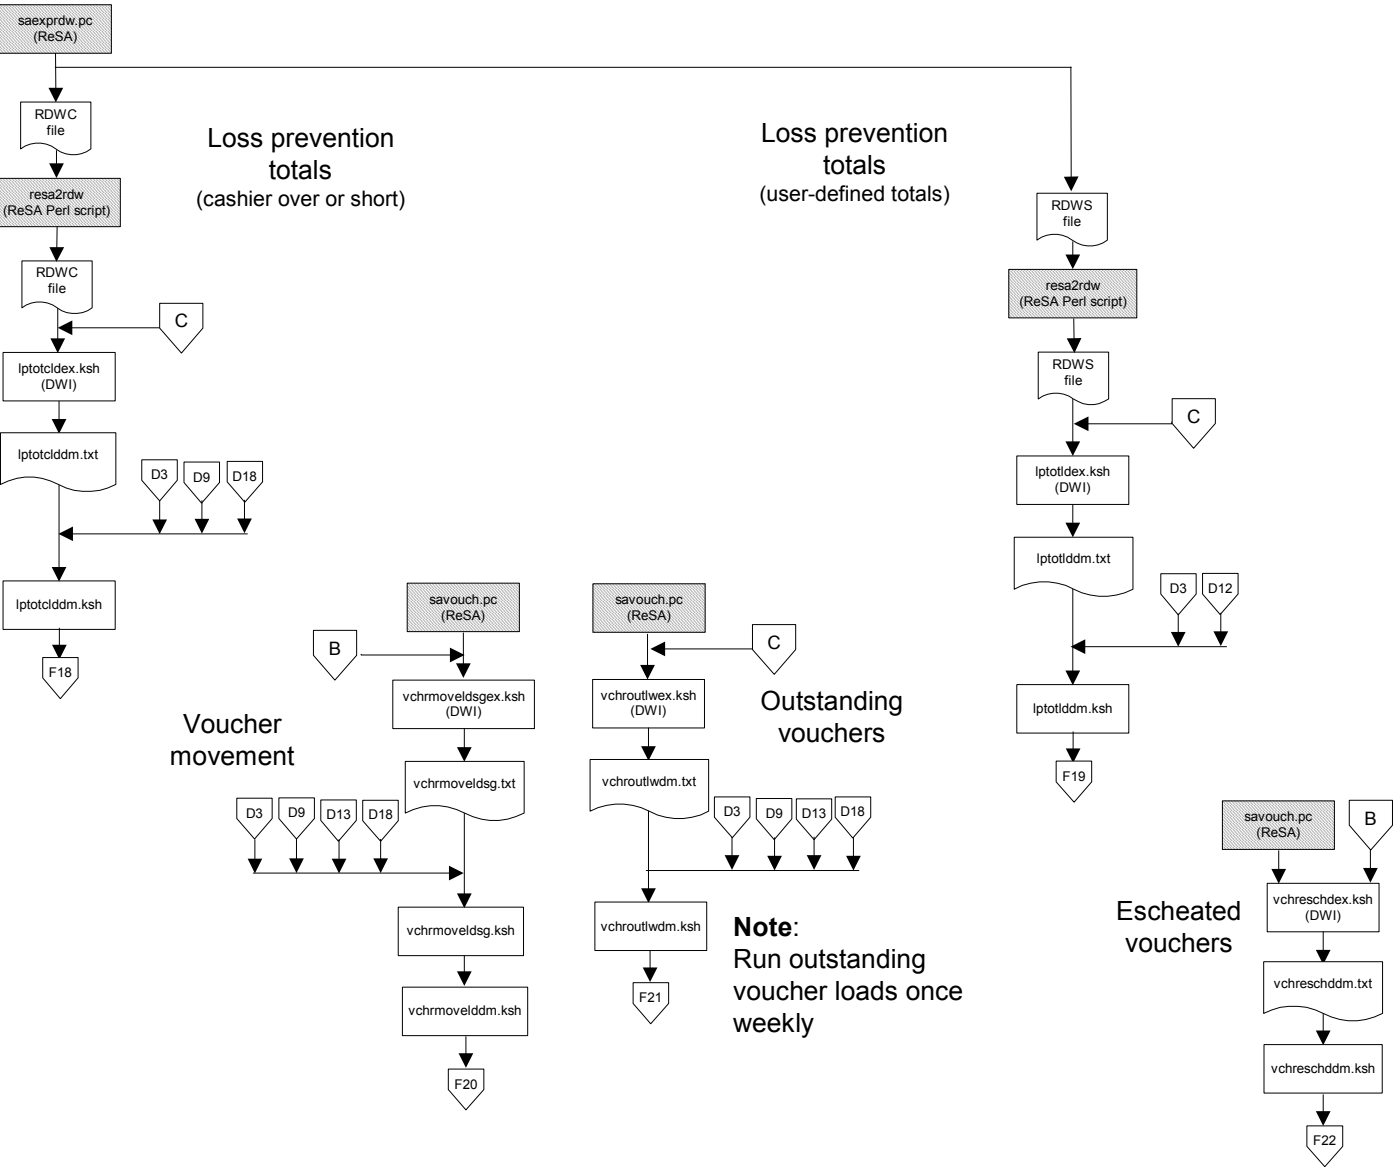 saexprdw.pc
(ReSA)
RDWC
file
resa2rdw
(ReSA Perl script)
RDWC
file
C
lptotcldex.ksh
(DWI)
lptotclddm.txt
D3
D9
D18
lptotclddm.ksh
F18
Loss prevention
totals
(cashier over or short)
Loss prevention
totals
(user-defined totals)
RDWS
file
resa2rdw
(ReSA Perl script)
RDWS
file
C
lptotldex.ksh
(DWI)
lptotlddm.txt
D3
D12
lptotlddm.ksh
F19
Voucher
movement
savouch.pc
(ReSA)
B
vchrmoveldsgex.ksh
(DWI)
vchrmoveldsg.txt
D3
D9
D13
D18
vchrmoveldsg.ksh
vchrmovelddm.ksh
F20
savouch.pc
(ReSA)
C
vchroutlwex.ksh
(DWI)
Outstanding
vouchers
vchroutlwdm.txt
D3
D9
D13
D18
vchroutlwdm.ksh
F21
Note:
Run outstanding
voucher loads once
weekly
savouch.pc
(ReSA)
B
Escheated
vouchers
vchreschdex.ksh
(DWI)
vchreschddm.txt
vchreschddm.ksh
F22